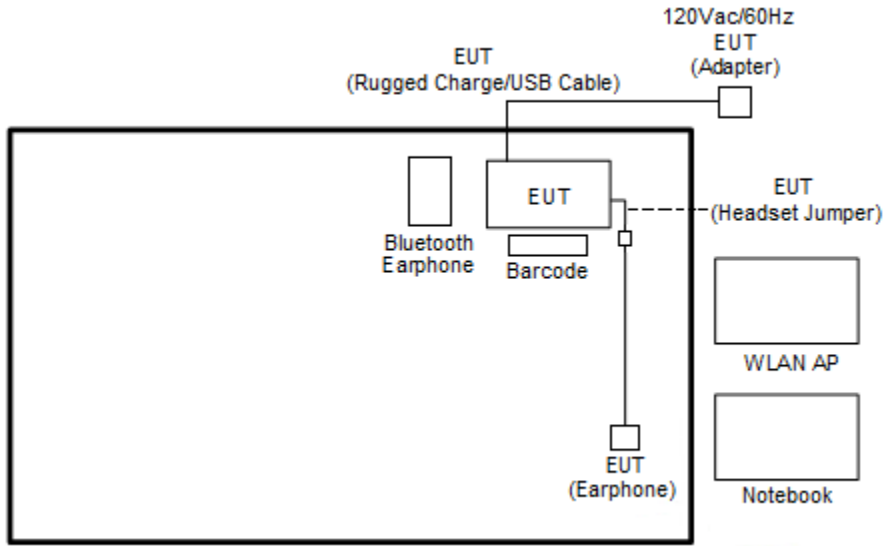 120Vac/60Hz
EUT
(Adapter)
EUT
(Rugged Charge/USB Cable)
EUT
EUT
(Headset Jumper)
Bluetooth
Earphone
Barcode
WLAN AP
EUT
(Earphone)
Notebook